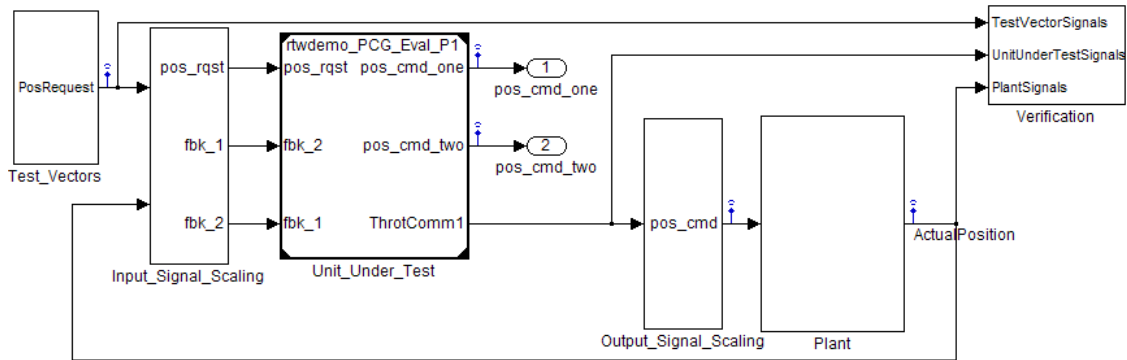 rtwdemo_PCG_Eval_P1
TestVectorSignals
UnitUnderTestSignals
PlantSignals
Verification
PosRequest
Test_Vectors
pos_rqst
fbk_1
fbk_2
Input_Signal_Scaling
pos_rqst
fbk_2
fbk_1
pos_cmd_one
pos_cmd_two
ThrotComm1
Unit_Under_Test
1
pos_cmd_one
2
pos_cmd_two
pos_cmd
Output_Signal_Scaling
Plant
ActualPosition